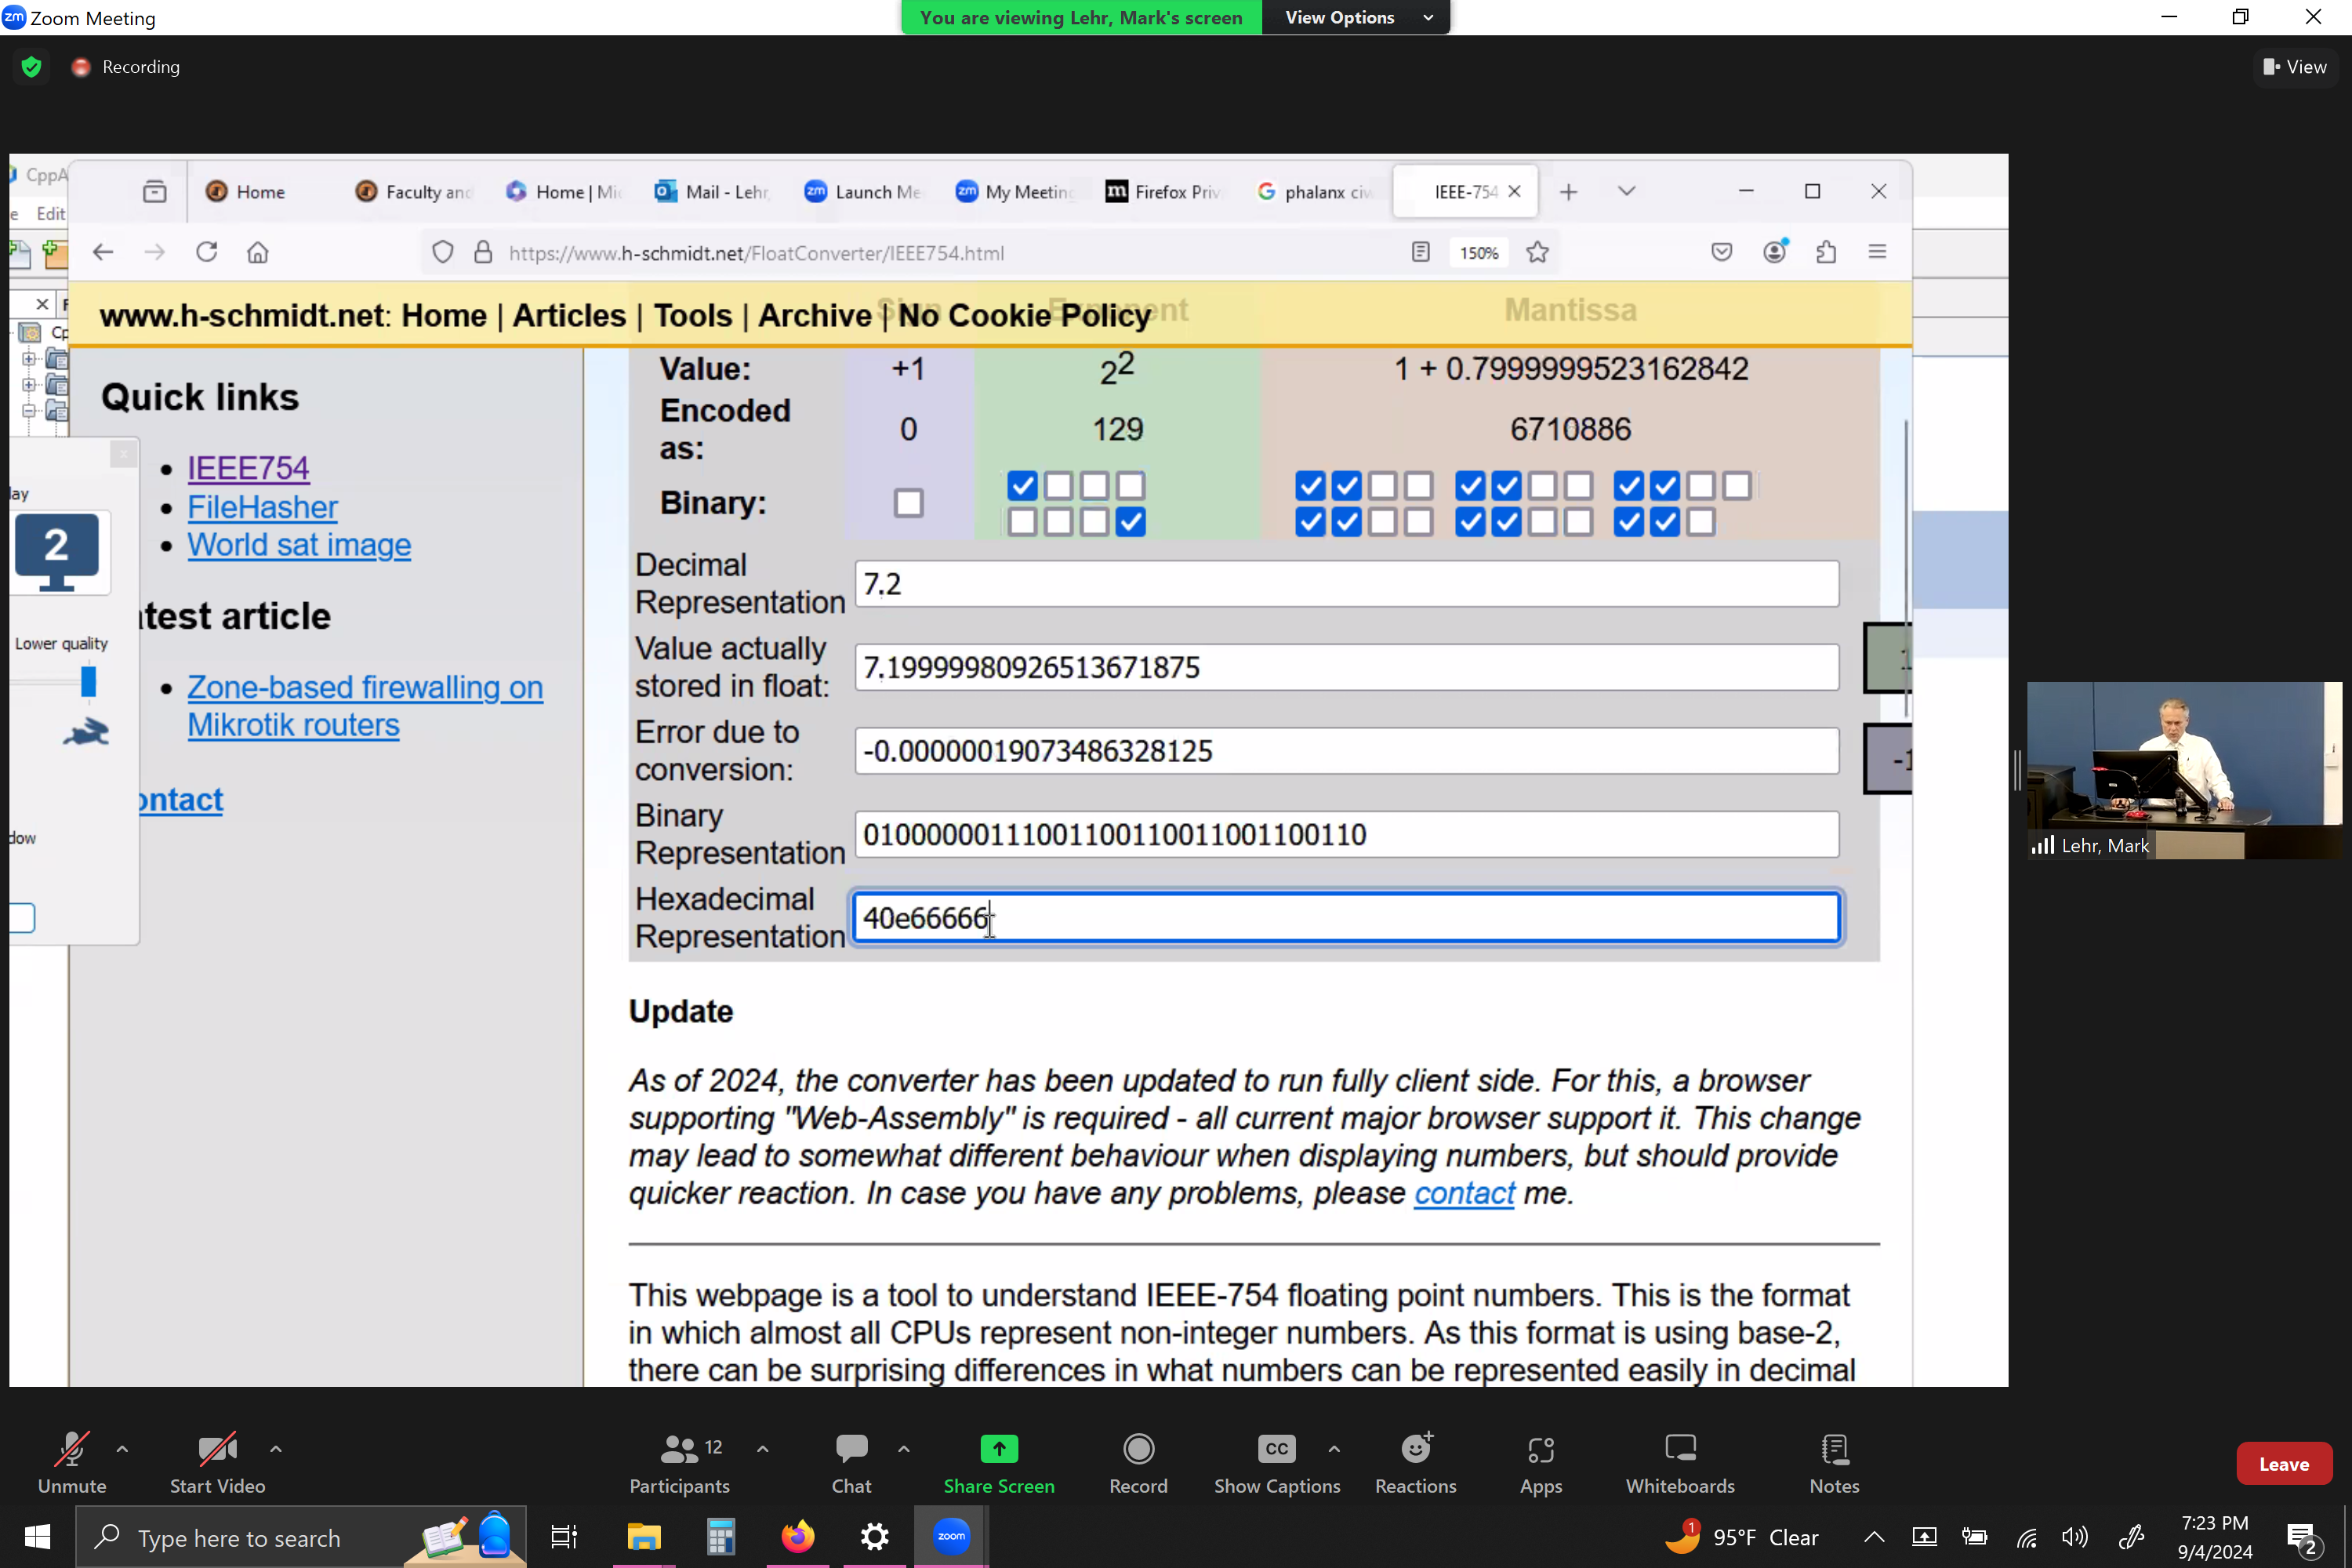 Zoom Meeting
You are viewing Lehr, Mark's screen
View Options
Recording
View
CppA
Home
Faculty and
Home | Mic
Mail - Lehr,
Launch Me
My Meeting
Firefox Priv
phalanx civ
IEEE-754
e Edit
https://www.h-schmidt.net/FloatConverter/IEEE754.html
150%
www.h-schmidt.net: Home | Articles | Tools | Archive | No Cookie Policy
Sign Exponent Mantissa
Value: +1 2² 1 + 0.7999999523162842
Encoded as: 0 129 6710886
Binary:
Quick links
IEEE754
FileHasher
World sat image
test article
Zone-based firewalling on
Mikrotik routers
ontact
lay
2
Lower quality
dow
Decimal
Representation
7.2
Value actually
stored in float:
7.19999980926513671875
Error due to
conversion:
-0.00000019073486328125
Binary
Representation
01000000111001100110011001100110
Hexadecimal
Representation
40e66666
-1
Update
As of 2024, the converter has been updated to run fully client side. For this, a browser
supporting "Web-Assembly" is required - all current major browser support it. This change
may lead to somewhat different behaviour when displaying numbers, but should provide
quicker reaction. In case you have any problems, please contact me.
This webpage is a tool to understand IEEE-754 floating point numbers. This is the format
in which almost all CPUs represent non-integer numbers. As this format is using base-2,
there can be surprising differences in what numbers can be represented easily in decimal
Lehr, Mark
Unmute
Start Video
12
Participants
Chat
Share Screen
Record
CC
Show Captions
Reactions
Apps
Whiteboards
Notes
Leave
Type here to search
zoom
1
95°F Clear
7:23 PM
9/4/2024
2